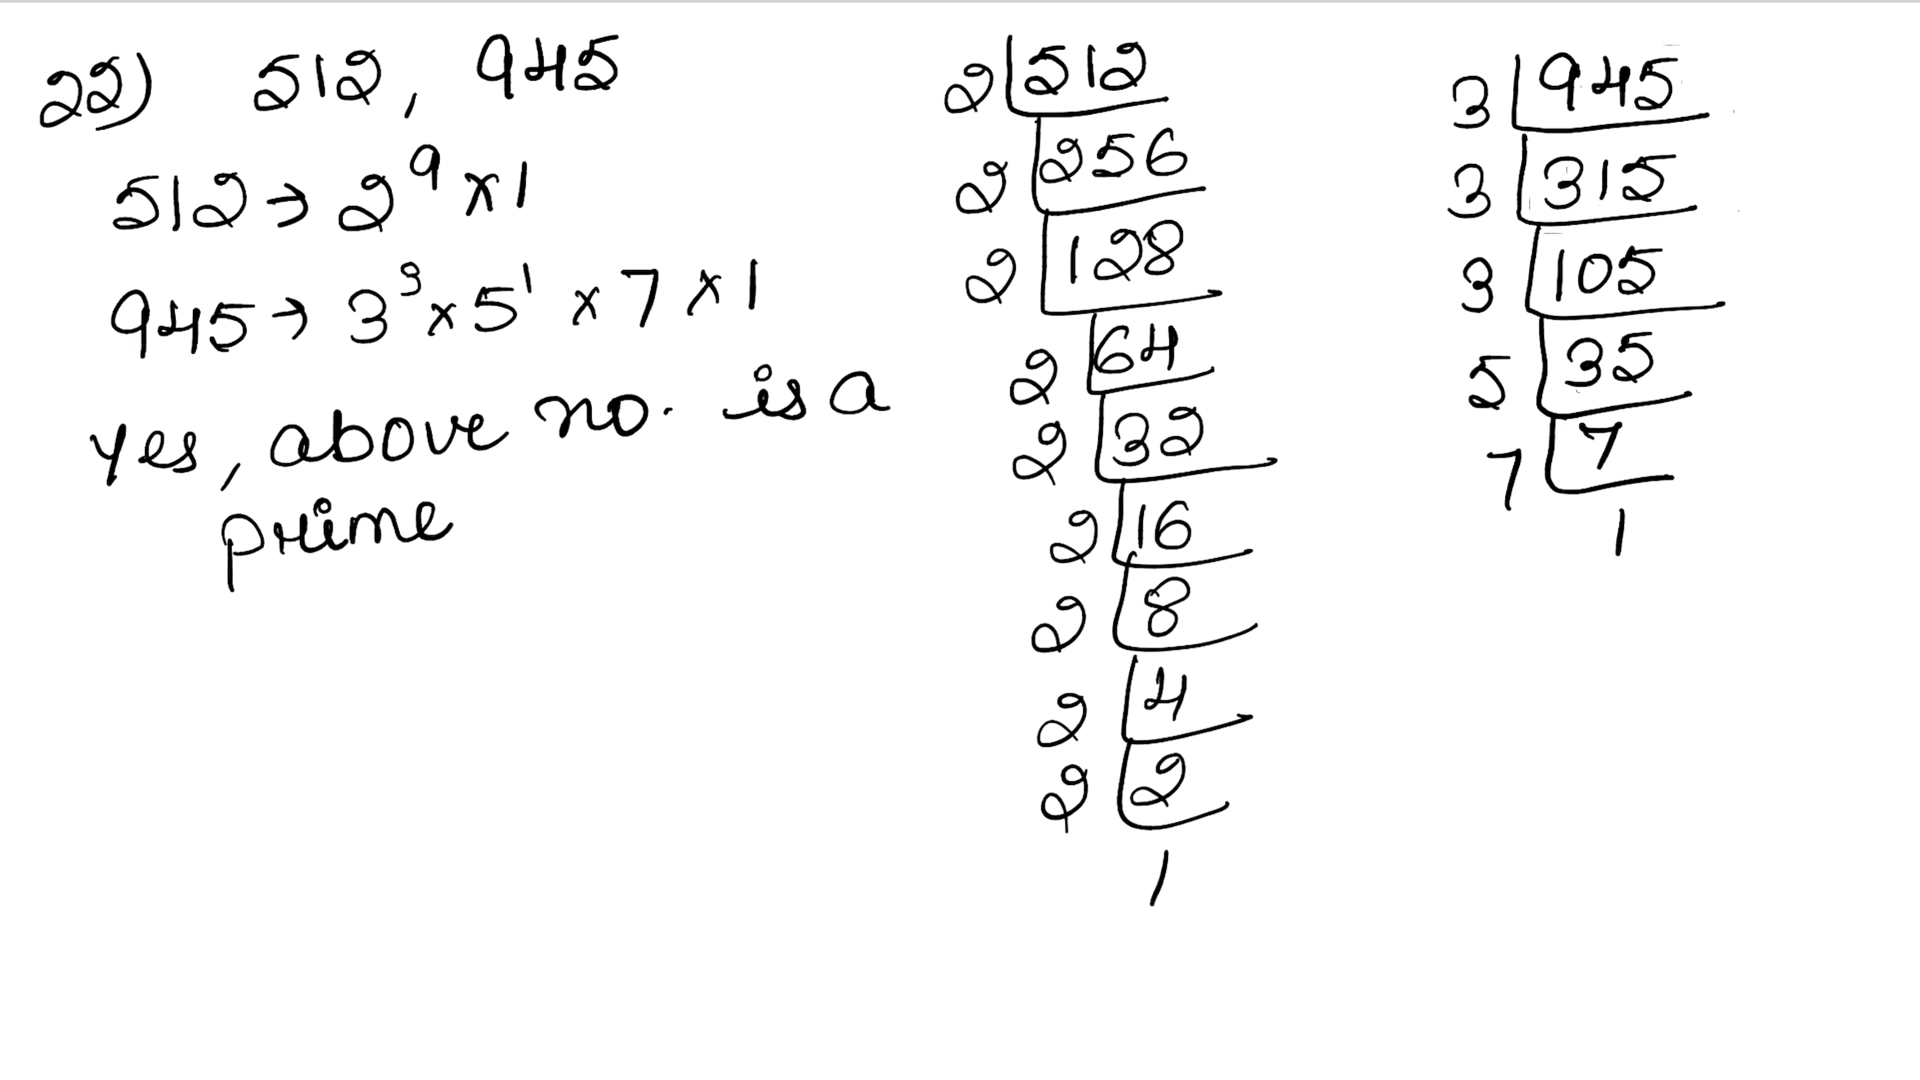 22) 512, 945
512 → 2⁹ × 1
945 → 3³ × 5¹ × 7 × 1
yes, above no. is a
prime
2 | 512
2 | 256
2 | 128
2 | 64
2 | 32
2 | 16
2 | 8
2 | 4
2 | 2
1
3 | 945
3 | 315
3 | 105
5 | 35
7 | 7
1